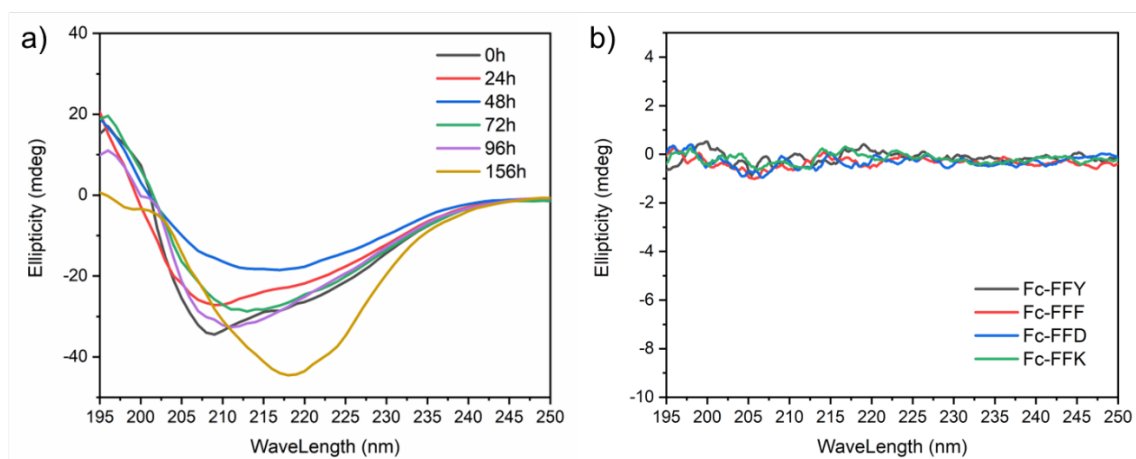 a)
40
20
0
-20
-40
Ellipticity (mdeg)
195 200 205 210 215 220 225 230 235 240 245 250
WaveLength (nm)
0h
24h
48h
72h
96h
156h
b)
4
2
0
-2
-4
-6
-8
-10
Ellipticity (mdeg)
195 200 205 210 215 220 225 230 235 240 245 250
WaveLength (nm)
Fc-FFY
Fc-FFF
Fc-FFD
Fc-FFK